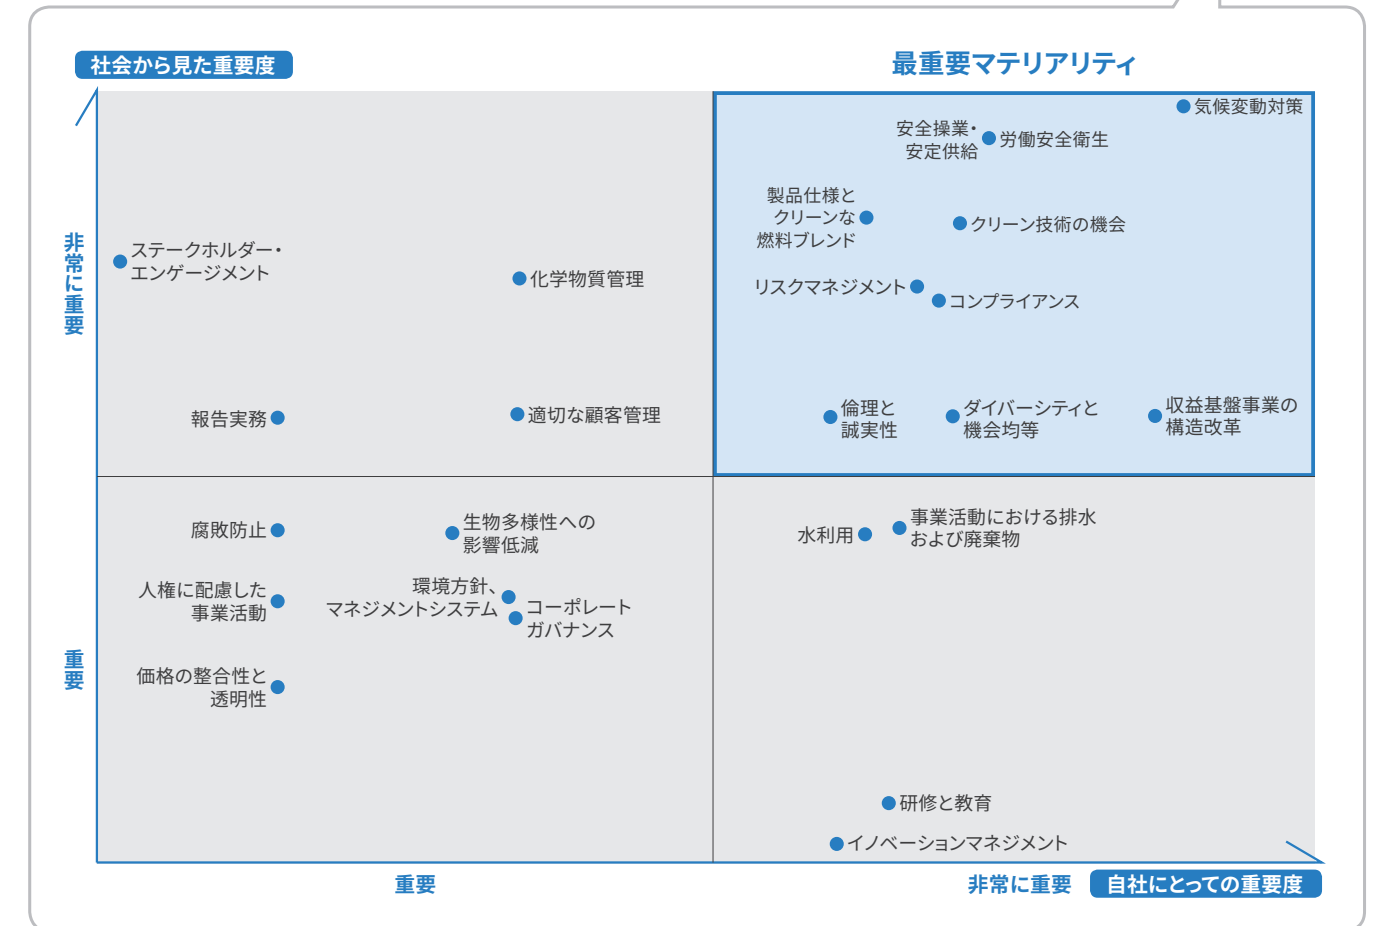 社会から見た重要度
最重要マテリアリティ
気候変動対策
安全操業・
安定供給
労働安全衛生
製品仕様と
クリーンな
燃料ブレンド
クリーン技術の機会
非常に重要
ステークホルダー・
エンゲージメント
化学物質管理
リスクマネジメント
コンプライアンス
報告実務
適切な顧客管理
倫理と
誠実性
ダイバーシティと
機会均等
収益基盤事業の
構造改革
腐敗防止
生物多様性への
影響低減
水利用
事業活動における排水
および廃棄物
人権に配慮した
事業活動
環境方針、
マネジメントシステム
コーポレート
ガバナンス
重要
価格の整合性と
透明性
研修と教育
イノベーションマネジメント
重要
非常に重要
自社にとっての重要度